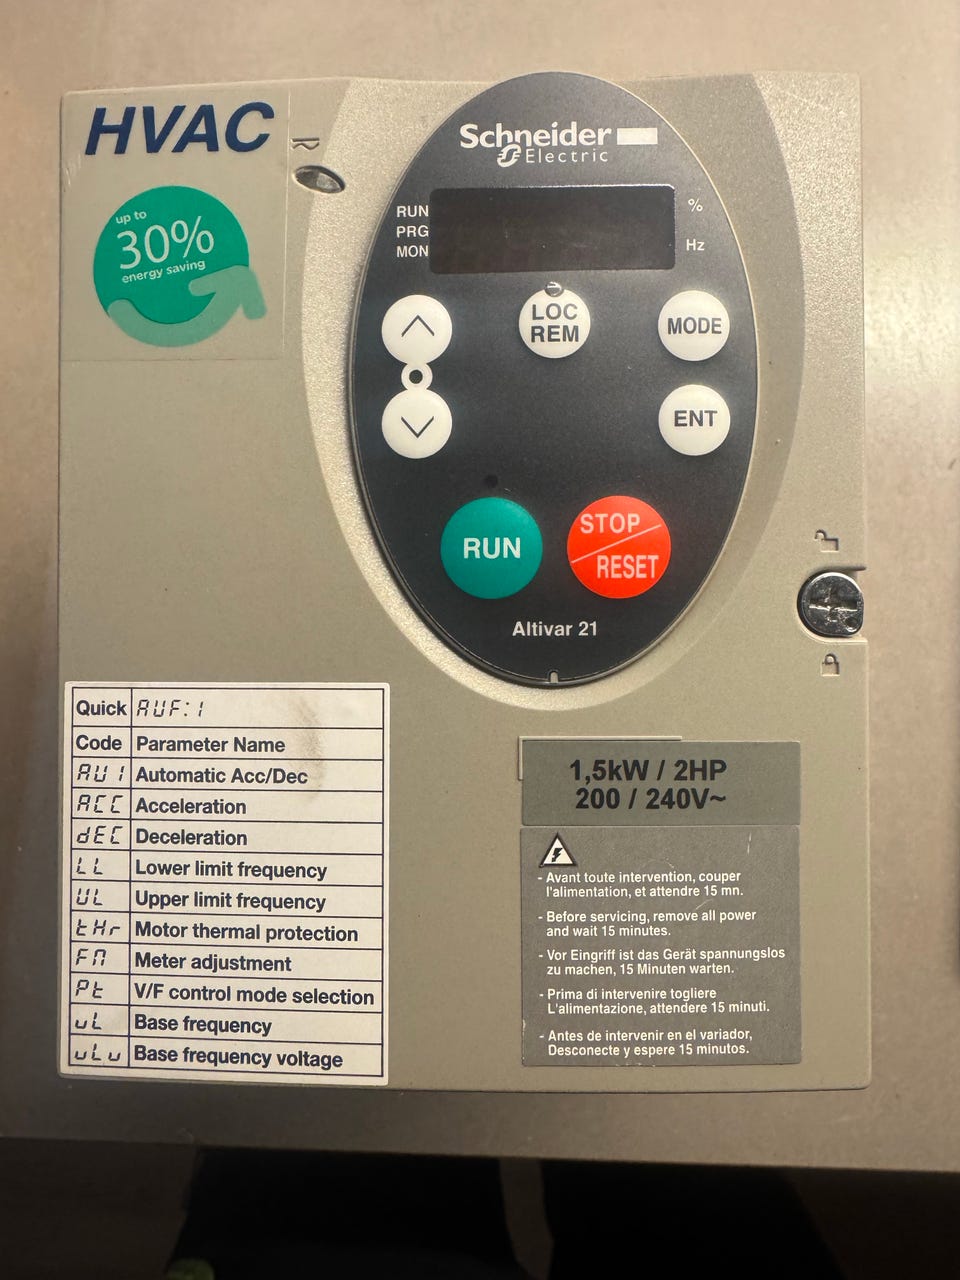 HVAC
up to
30%
energy saving
Schneider
Electric
RUN
PRG
MON
%
Hz
LOC
REM
MODE
ENT
RUN
STOP
RESET
Altivar 21
Quick AUF:1
Code Parameter Name
AU1 Automatic Acc/Dec
ACC Acceleration
dEC Deceleration
LL Lower limit frequency
UL Upper limit frequency
tHr Motor thermal protection
FM Meter adjustment
Pt V/F control mode selection
uL Base frequency
uLu Base frequency voltage
1,5kW / 2HP
200 / 240V~
- Avant toute intervention, couper
l'alimentation, et attendre 15 mn.
- Before servicing, remove all power
and wait 15 minutes.
- Vor Eingriff ist das Gerät spannungslos
zu machen, 15 Minuten warten.
- Prima di intervenire togliere
L'alimentazione, attendere 15 minuti.
- Antes de intervenir en el variador,
Desconecte y espere 15 minutos.